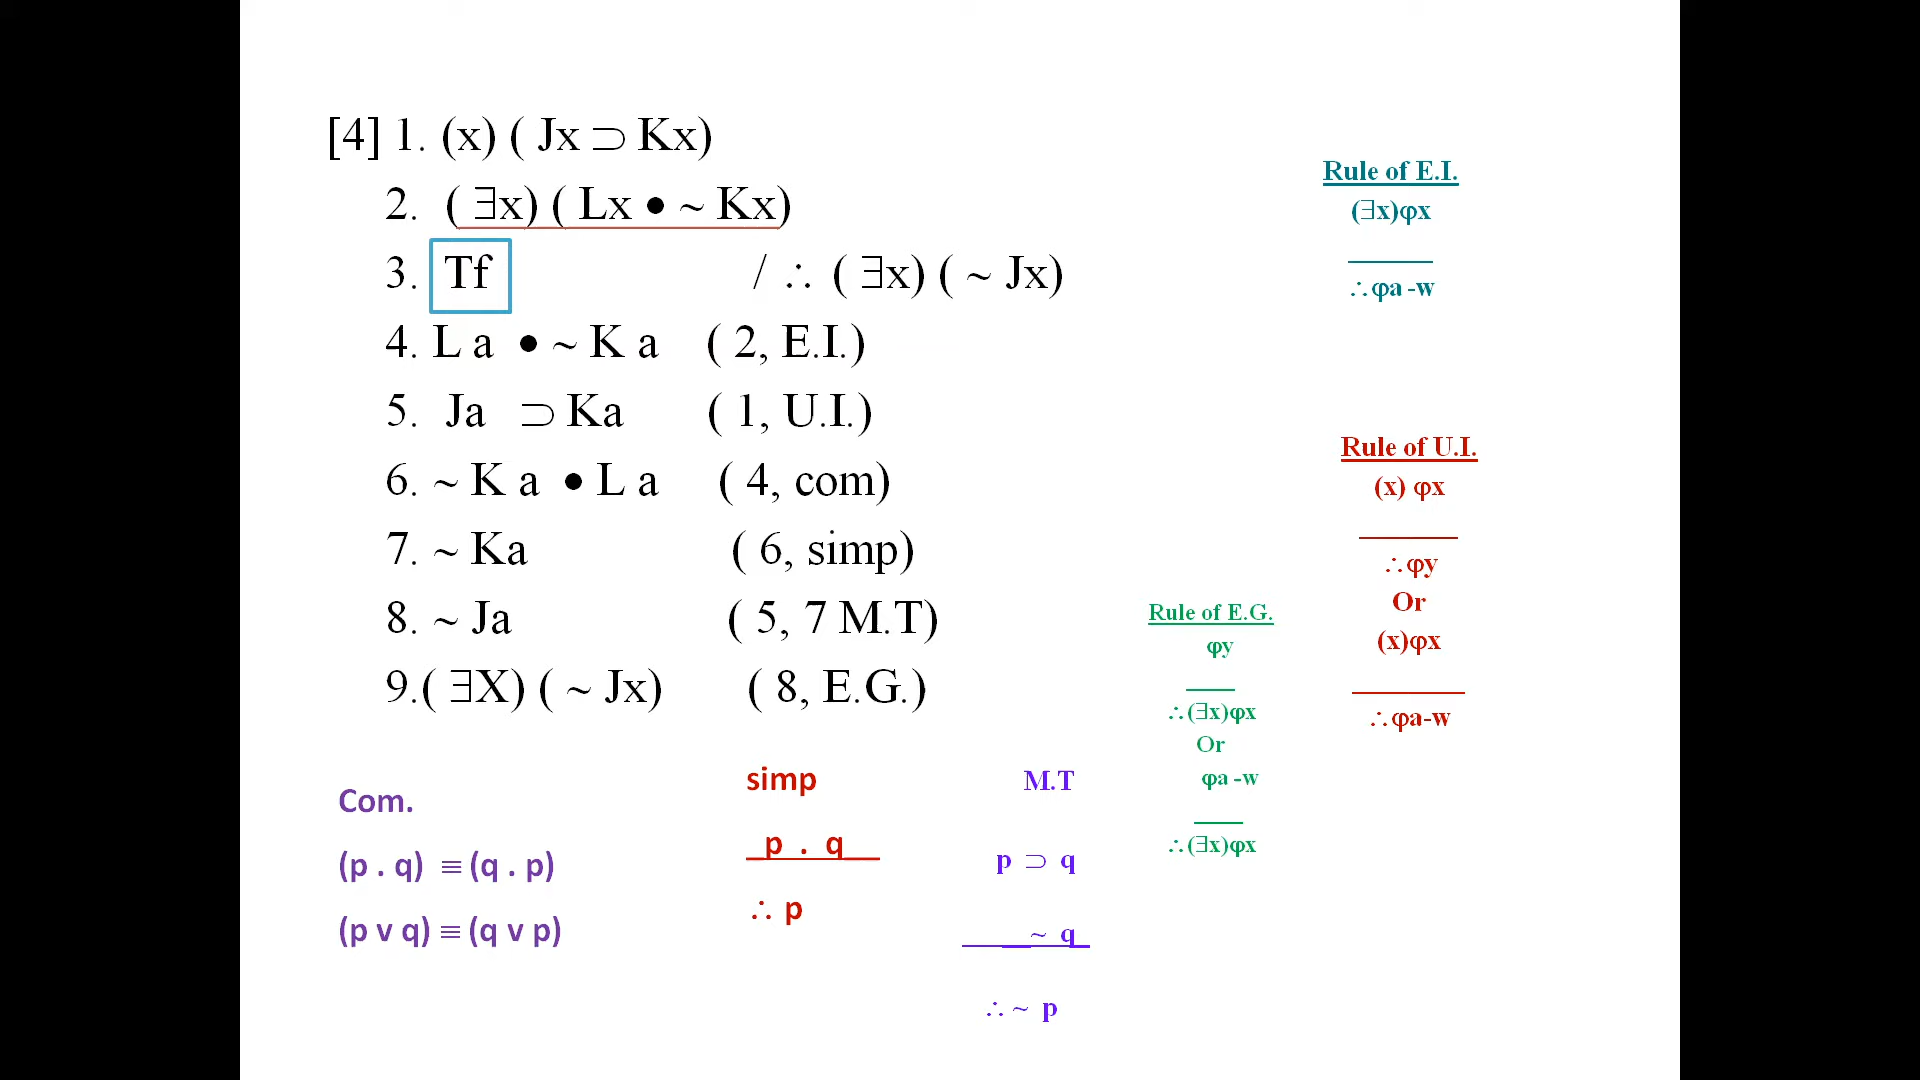 [4] 1. (x) ( Jx ⊃ Kx)
2. ( ∃x) ( Lx ● ~ Kx)
3. Tf / ∴ ( ∃x) ( ~ Jx)
4. L a ● ~ K a ( 2, E.I.)
5. Ja ⊃ Ka ( 1, U.I.)
6. ~ K a ● L a ( 4, com)
7. ~ Ka ( 6, simp)
8. ~ Ja ( 5, 7 M.T)
9.( ∃X) ( ~ Jx) ( 8, E.G.)
Com.
(p . q) ≡ (q . p)
(p v q) ≡ (q v p)
simp
p . q
∴ p
M.T
p ⊃ q
~ q
∴ ~ p
Rule of E.G.
φy
∴(∃x)φx
Or
φa -w
∴(∃x)φx
Rule of E.I.
(∃x)φx
∴φa -w
Rule of U.I.
(x) φx
∴φy
Or
(x)φx
∴φa-w